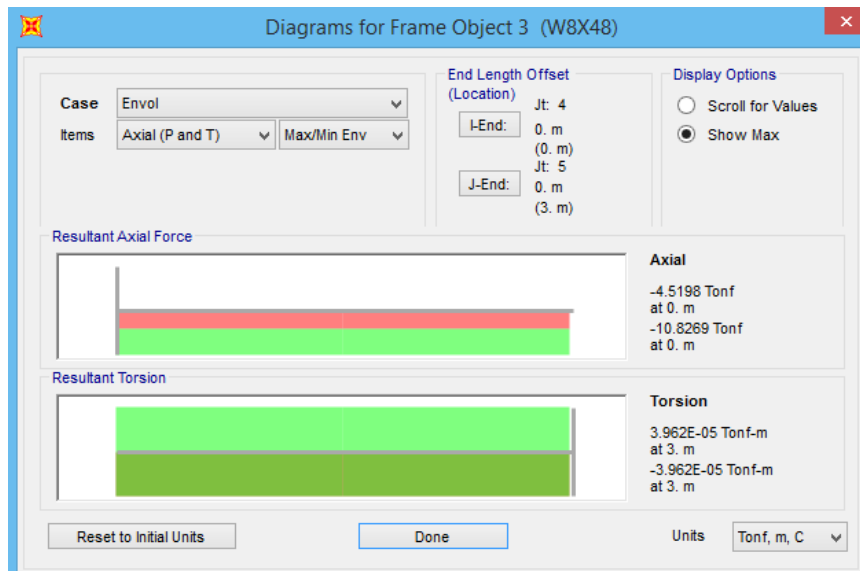 Diagrams for Frame Object 3 (W8X48)
Case Envol
Items Axial (P and T) Max/Min Env
End Length Offset
(Location)
I-End:
Jt: 4
0. m
(0. m)
J-End:
Jt: 5
0. m
(3. m)
Display Options
Scroll for Values
Show Max
Resultant Axial Force
Axial
-4.5198 Tonf
at 0. m
-10.8269 Tonf
at 0. m
Resultant Torsion
Torsion
3.962E-05 Tonf-m
at 3. m
-3.962E-05 Tonf-m
at 3. m
Reset to Initial Units
Done
Units Tonf, m, C